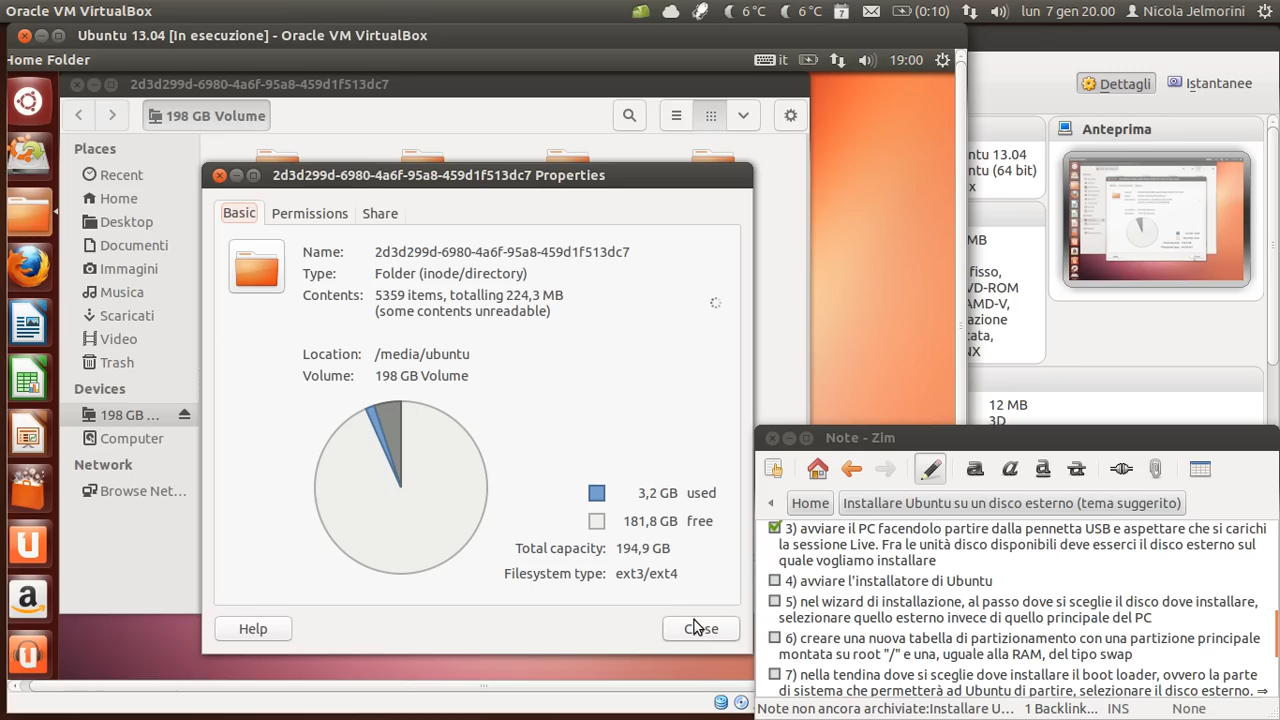 Oracle VM VirtualBox
6 °C
6 °C
7
(0:10)
lun 7 gen 20.00
Nicola Jelmorini
Ubuntu 13.04 [In esecuzione] - Oracle VM VirtualBox
Home Folder
it
19:00
2d3d299d-6980-4a6f-95a8-459d1f513dc7
198 GB Volume
Places
Recent
Home
Desktop
Documenti
Immagini
Musica
Scaricati
Video
Trash
Devices
198 GB ...
Computer
Network
Browse Net...
2d3d299d-6980-4a6f-95a8-459d1f513dc7 Properties
Basic
Permissions
Share
Name: 2d3d299d-6980-4a6f-95a8-459d1f513dc7
Type: Folder (inode/directory)
Contents: 5359 items, totalling 224,3 MB
(some contents unreadable)
Location: /media/ubuntu
Volume: 198 GB Volume
3,2 GB used
181,8 GB free
Total capacity: 194,9 GB
Filesystem type: ext3/ext4
Help
Close
Dettagli
Istantanee
Anteprima
ntu 13.04
ntu (64 bit)
x
MB
fisso,
VD-ROM
AMD-V,
azione
tata,
NX
12 MB
3D
Note - Zim
Home
Installare Ubuntu su un disco esterno (tema suggerito)
3) avviare il PC facendolo partire dalla pennetta USB e aspettare che si carichi
la sessione Live. Fra le unità disco disponibili deve esserci il disco esterno sul
quale vogliamo installare
4) avviare l'installatore di Ubuntu
5) nel wizard di installazione, al passo dove si sceglie il disco dove installare,
selezionare quello esterno invece di quello principale del PC
6) creare una nuova tabella di partizionamento con una partizione principale
montata su root "/" e una, uguale alla RAM, del tipo swap
7) nella tendina dove si sceglie dove installare il boot loader, ovvero la parte
di sistema che permetterà ad Ubuntu di partire, selezionare il disco esterno. ⇒
Note non ancora archiviate:Installare U...
1 Backlink...
INS
None